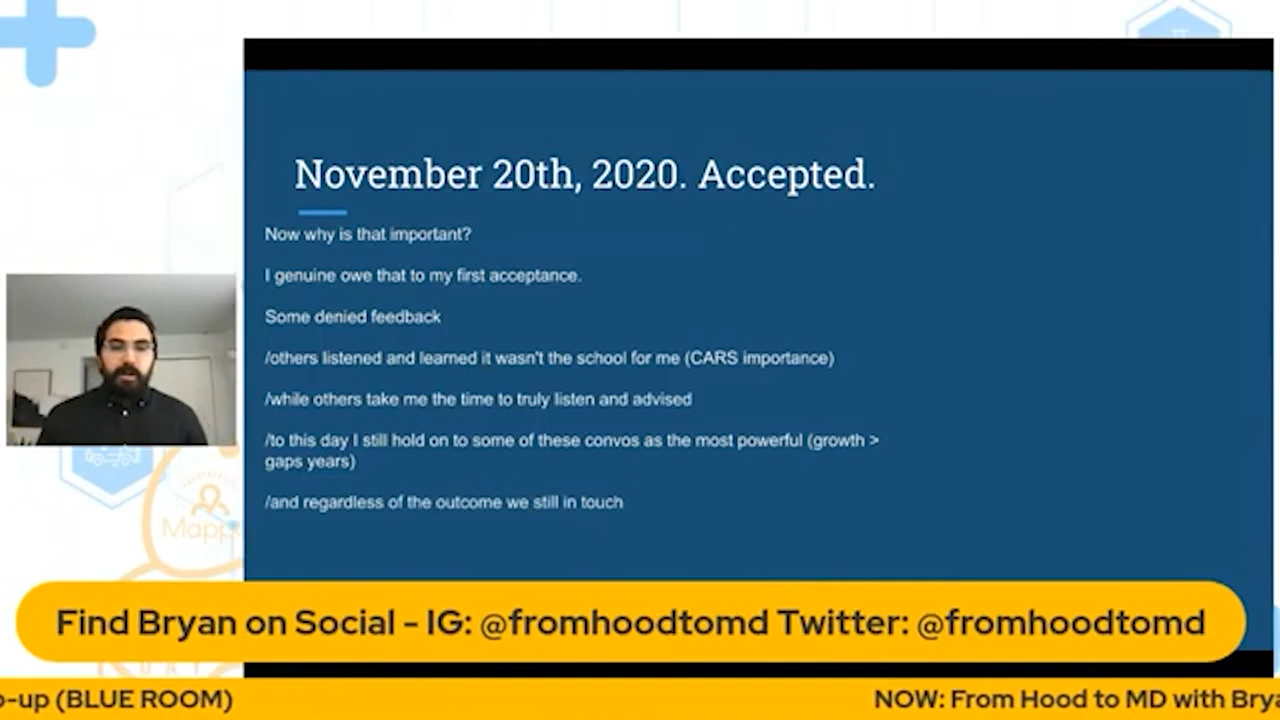 November 20th, 2020. Accepted.
Now why is that important?
I genuine owe that to my first acceptance.
Some denied feedback
/others listened and learned it wasn't the school for me (CARS importance)
/while others take me the time to truly listen and advised
/to this day I still hold on to some of these convos as the most powerful (growth >
gaps years)
/and regardless of the outcome we still in touch
Mapp
Find Bryan on Social - IG: @fromhoodtomd Twitter: @fromhoodtomd
o-up (BLUE ROOM)
NOW: From Hood to MD with Brya